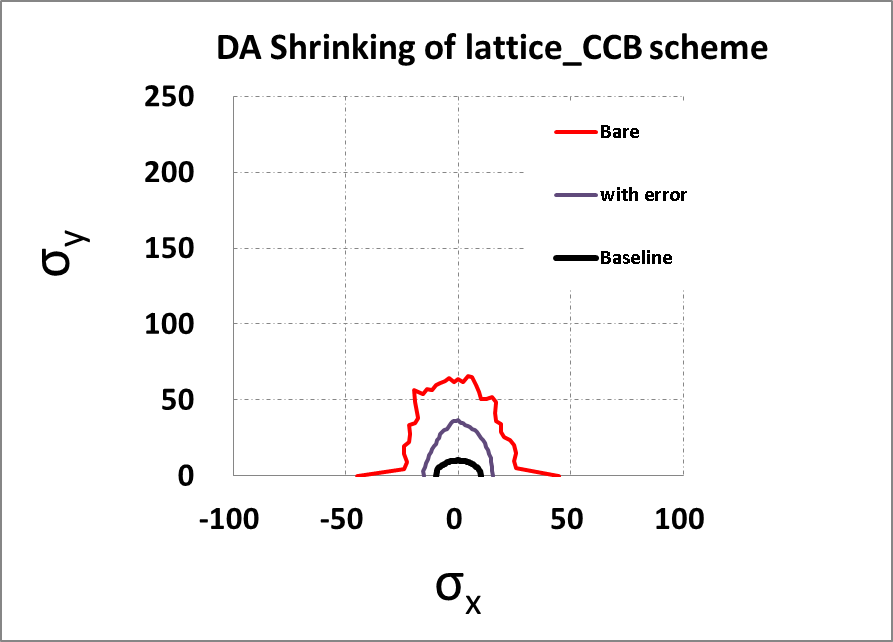 DA Shrinking of lattice_CCB scheme
250
200
150
100
50
0
-100
-50
0
50
100
σy
σx
Bare
with error
Baseline